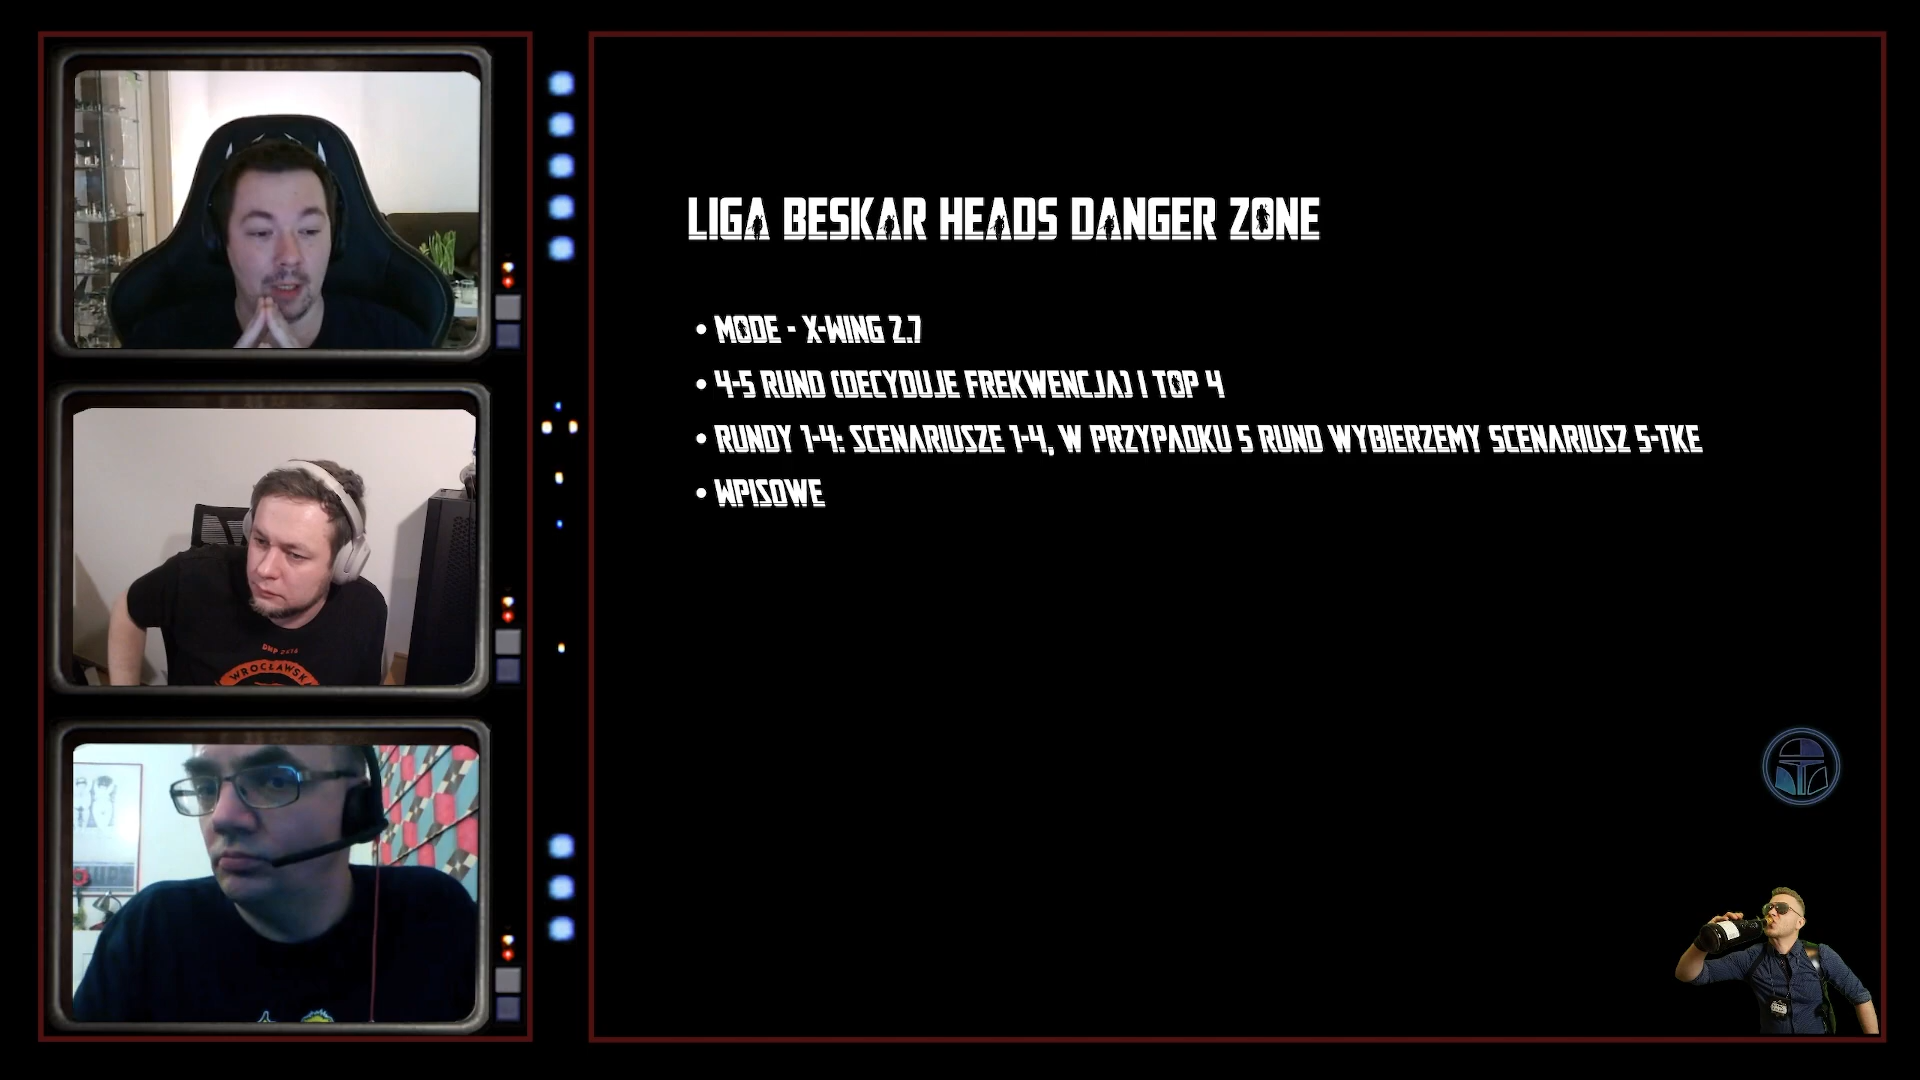 LIGA BESKAR HEADS DANGER ZONE
• MODE - X-WING 2.7
• 4-5 RUND (DECYDUJE FREKWENCJA) I TOP 4
• RUNDY 1-4: SCENARIUSZE 1-4, W PRZYPADKU 5 RUND WYBIERZEMY SCENARIUSZ 5-TKE
• WPISOWE
WROCŁAWSKA